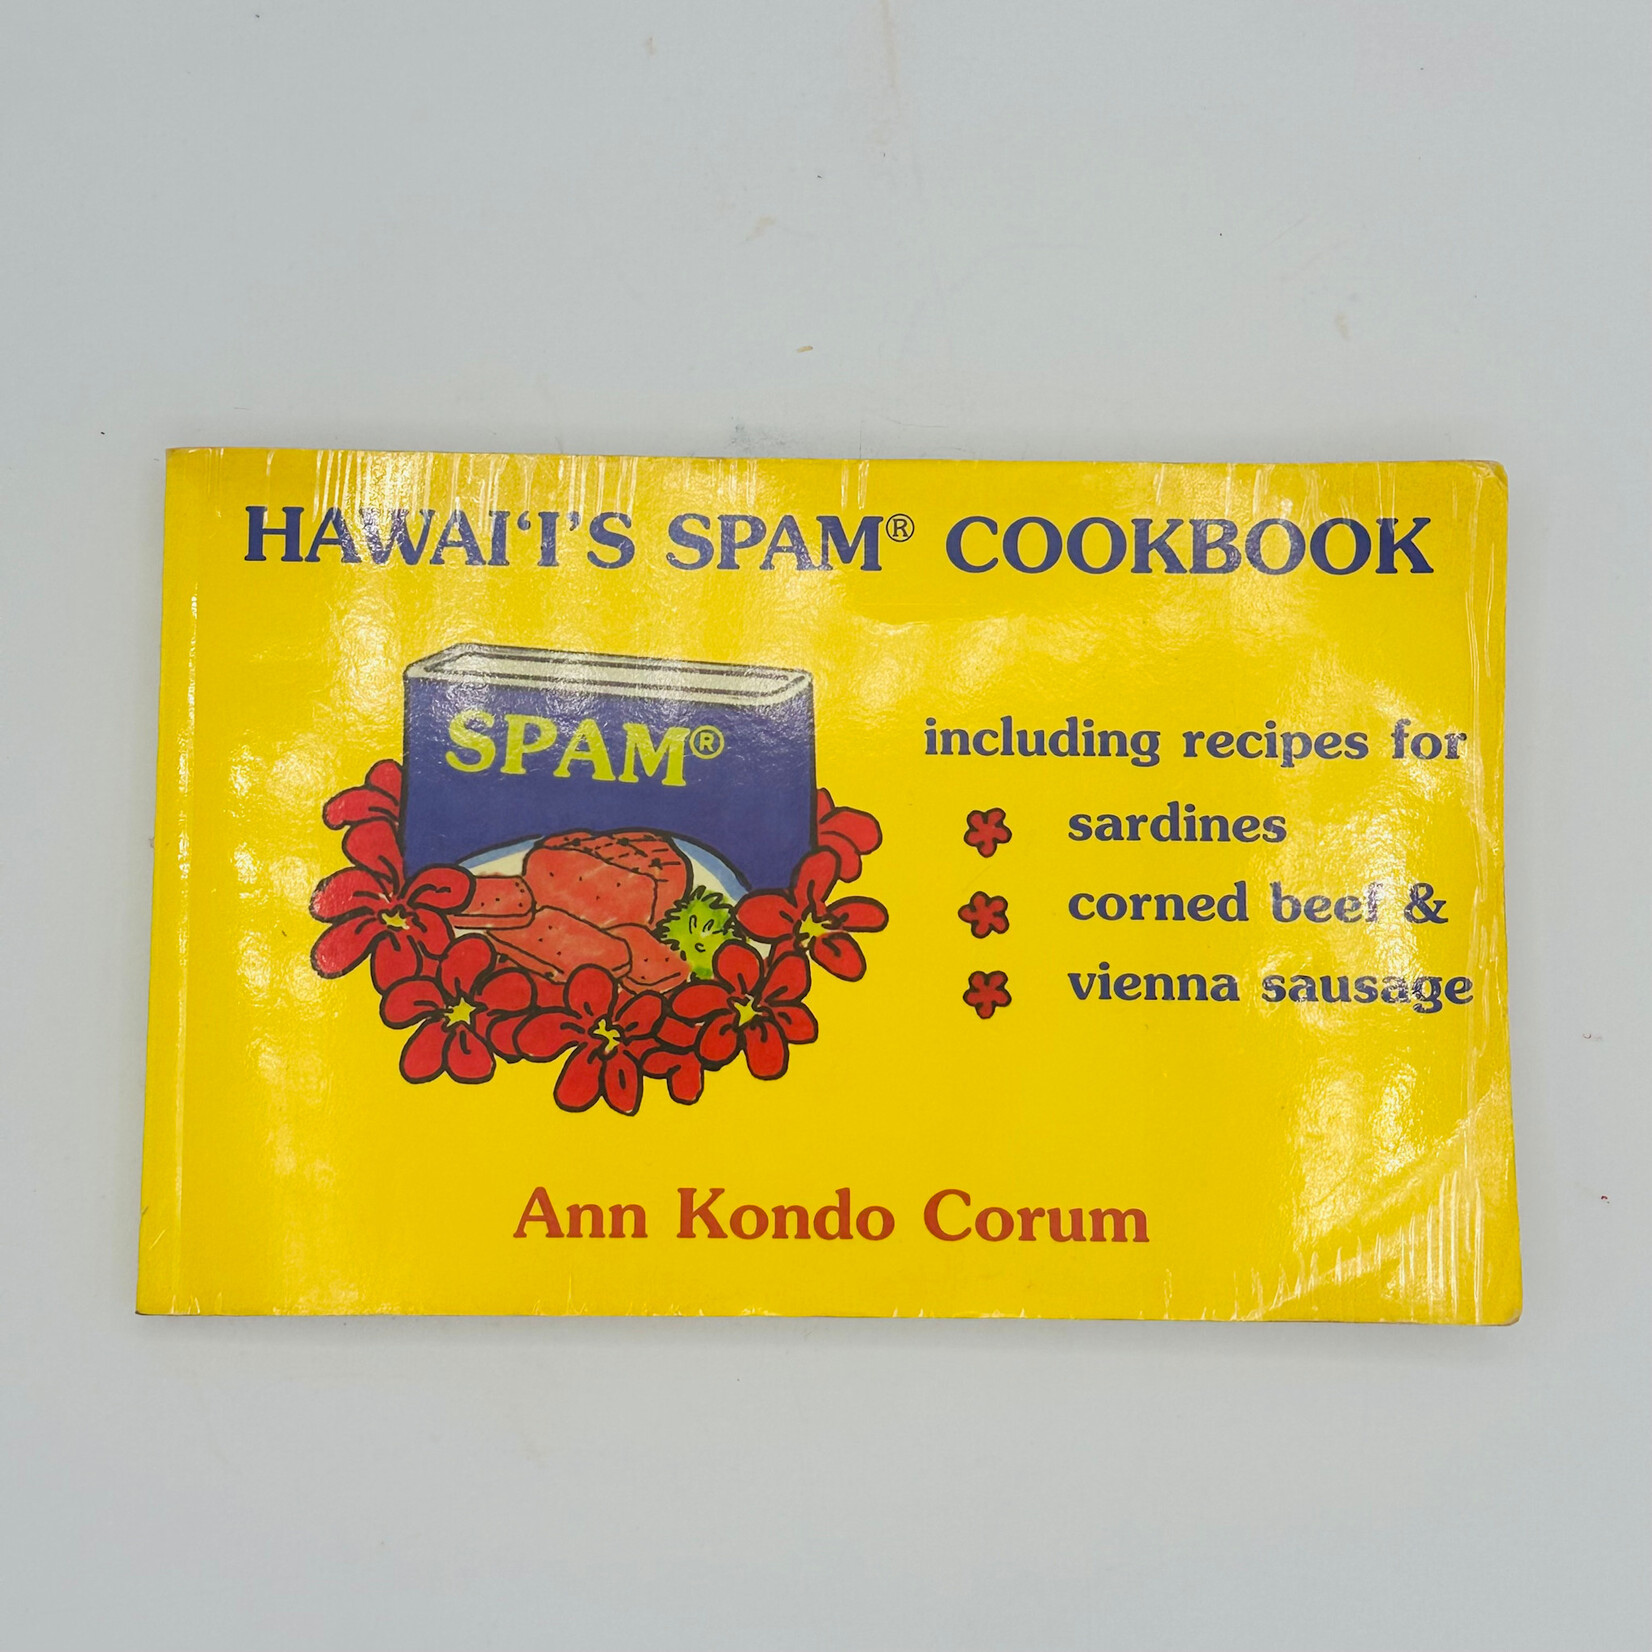 HAWAI‘I’S SPAM® COOKBOOK
SPAM®
including recipes for
sardines
corned beef &
vienna sausage
Ann Kondo Corum